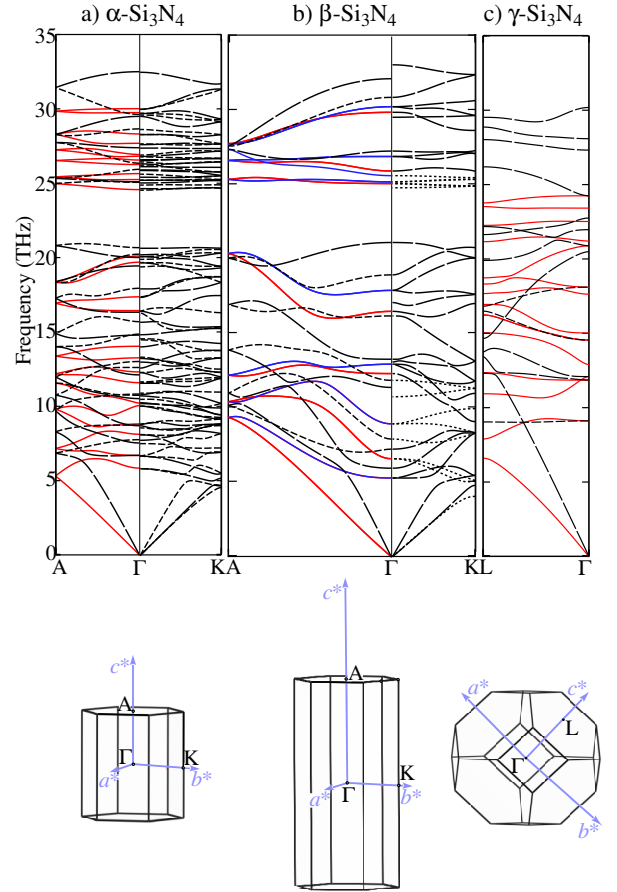 a) α-Si₃N₄ b) β-Si₃N₄ c) γ-Si₃N₄
35
30
25
20
15
10
5
0
Frequency (THz)
A Γ K A Γ K L Γ
c*
A
Γ
K
a*
b*
c*
A
Γ
K
a*
b*
a*
c*
L
Γ
b*